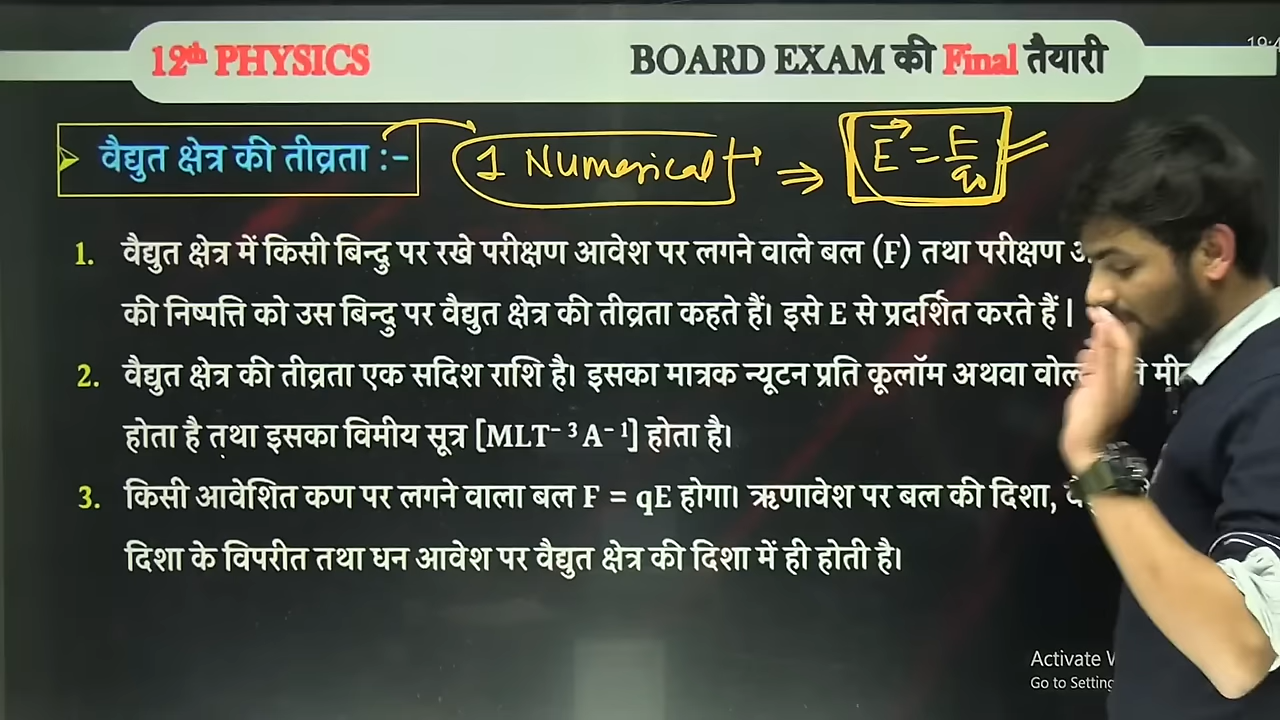 12th PHYSICS BOARD EXAM की Final तैयारी
वैद्युत क्षेत्र की तीव्रता :- 1 Numerical ⇒ E⃗ = F/q₀
1. वैद्युत क्षेत्र में किसी बिन्दु पर रखे परीक्षण आवेश पर लगने वाले बल (F) तथा परीक्षण
की निष्पत्ति को उस बिन्दु पर वैद्युत क्षेत्र की तीव्रता कहते हैं। इसे E से प्रदर्शित करते हैं |
2. वैद्युत क्षेत्र की तीव्रता एक सदिश राशि है। इसका मात्रक न्यूटन प्रति कूलॉम अथवा
होता है तथा इसका विमीय सूत्र [MLT⁻³A⁻¹] होता है।
3. किसी आवेशित कण पर लगने वाला बल F = qE होगा। ऋणावेश पर बल की दिशा,
दिशा के विपरीत तथा धन आवेश पर वैद्युत क्षेत्र की दिशा में ही होती है।
Activate
Go to